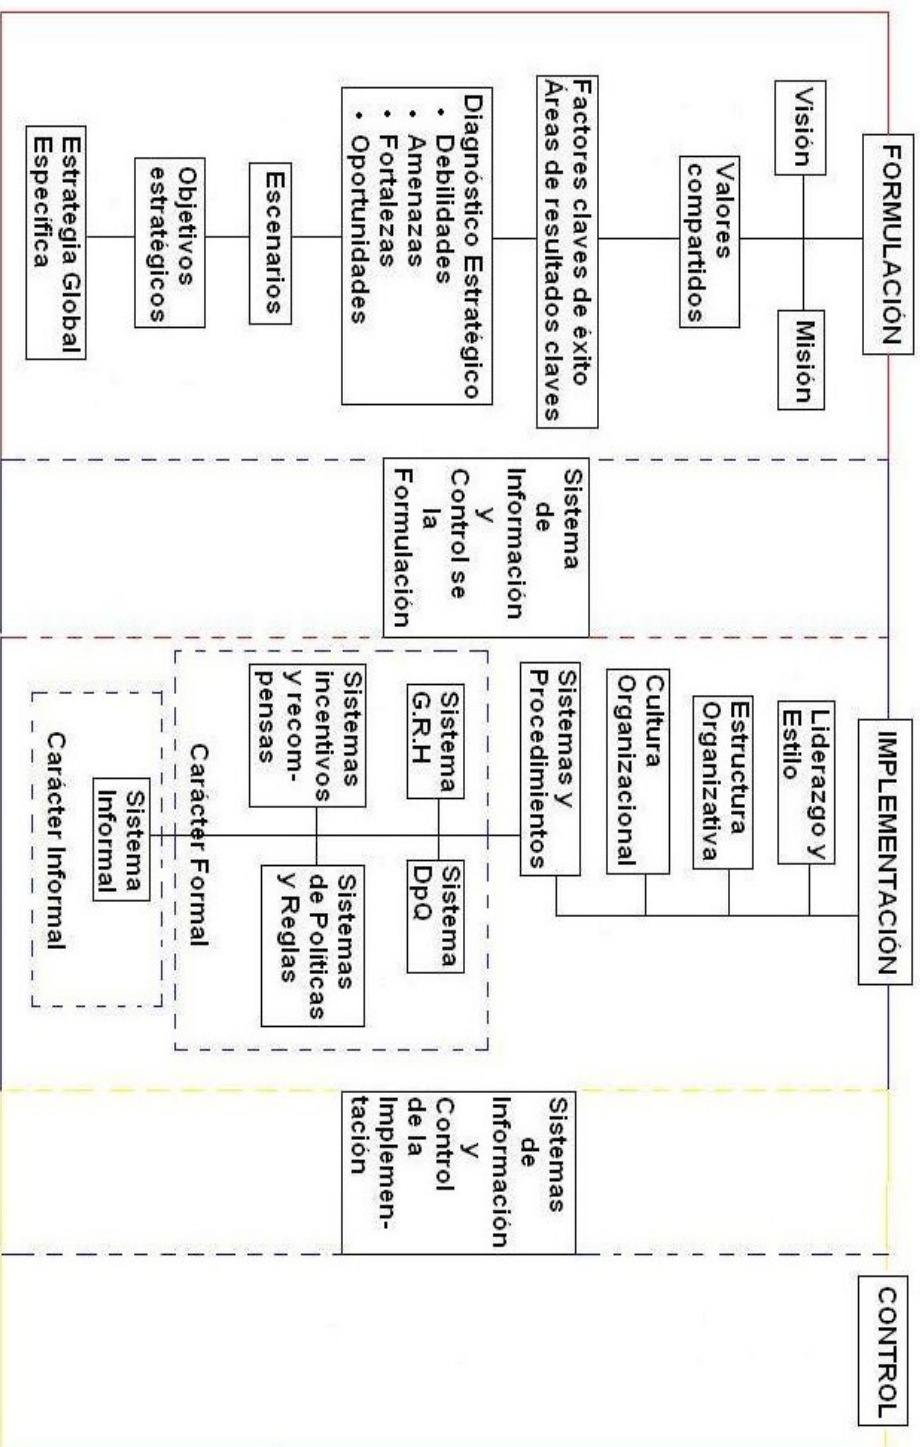 FORMULACIÓN
Visión
Misión
Valores
compartidos
Factores claves de éxito
Áreas de resultados claves
Diagnóstico Estratégico
• Debilidades
• Amenazas
• Fortalezas
• Oportunidades
Escenarios
Objetivos
estratégicos
Estrategia Global
Específica
Sistema
de
Información
y
Control se
la
Formulación
IMPLEMENTACIÓN
Liderazgo y
Estilo
Estructura
Organizativa
Cultura
Organizacional
Sistemas y
Procedimientos
Sistema
G.R.H
Sistema
DpQ
Sistemas
incentivos
y recom-
pensas
Sistemas
de Políticas
y Reglas
Carácter Formal
Sistema
Informal
Carácter Informal
Sistemas
de
Información
y
Control
de la
Implemen-
tación
CONTROL